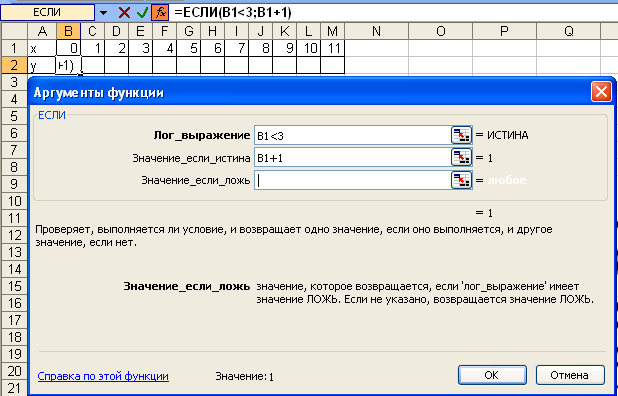 ЕСЛИ fx =ЕСЛИ(B1<3;B1+1)
A B C D E F G H I J K L M N O P Q
1 x 0 1 2 3 4 5 6 7 8 9 10 11
2 y +1)
3
4 Аргументы функции
5 ЕСЛИ
6 Лог_выражение B1<3 = ИСТИНА
7
8 Значение_если_истина B1+1 = 1
9 Значение_если_ложь = любое
10
11 = 1
12 Проверяет, выполняется ли условие, и возвращает одно значение, если оно выполняется, и другое
13 значение, если нет.
14
15 Значение_если_ложь значение, которое возвращается, если 'лог_выражение' имеет
16 значение ЛОЖЬ. Если не указано, возвращается значение ЛОЖЬ.
17
18
19
20 Справка по этой функции Значение:1 ОК Отмена
21